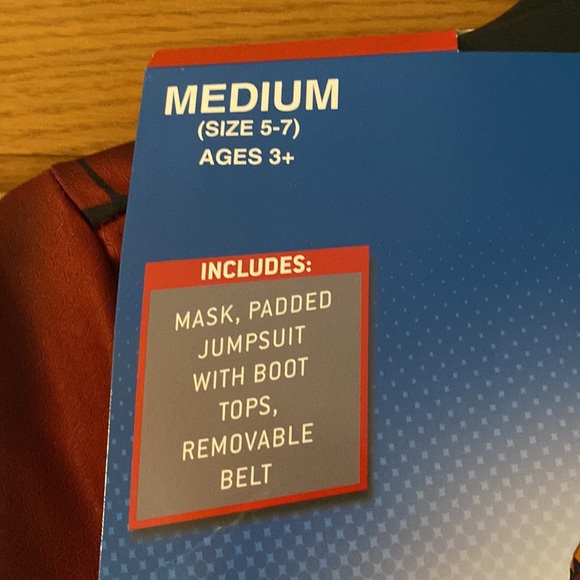 MEDIUM
(SIZE 5-7)
AGES 3+
INCLUDES:
MASK, PADDED
JUMPSUIT
WITH BOOT
TOPS,
REMOVABLE
BELT